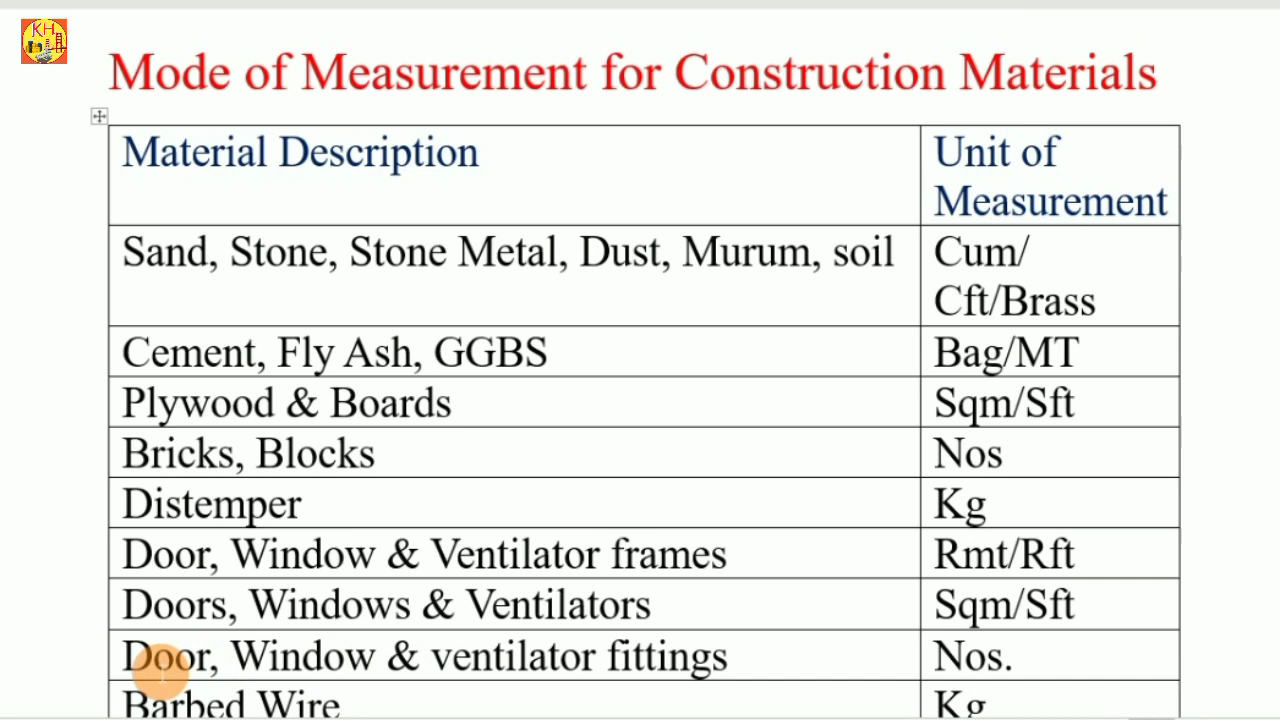 KH
Mode of Measurement for Construction Materials
Material Description
Unit of
Measurement
Sand, Stone, Stone Metal, Dust, Murum, soil
Cum/
Cft/Brass
Cement, Fly Ash, GGBS
Bag/MT
Plywood & Boards
Sqm/Sft
Bricks, Blocks
Nos
Distemper
Kg
Door, Window & Ventilator frames
Rmt/Rft
Doors, Windows & Ventilators
Sqm/Sft
Door, Window & ventilator fittings
Nos.
Barbed Wire
Kg